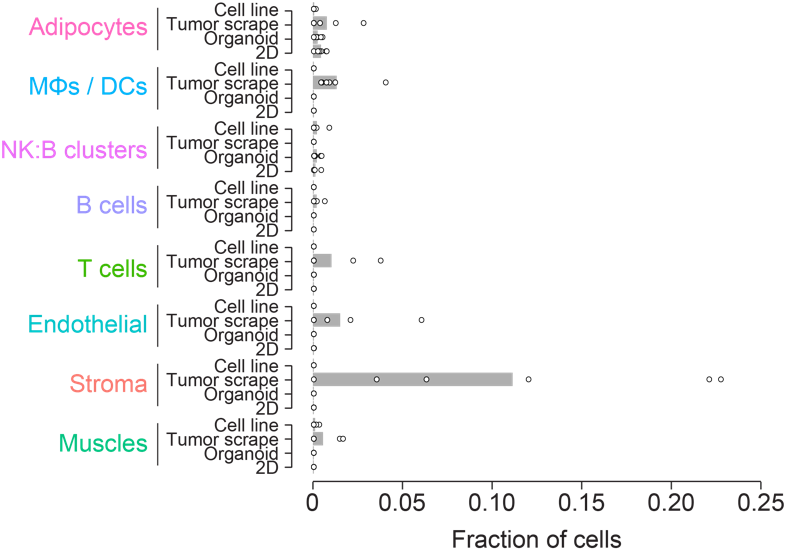 Adipocytes
Cell line
Tumor scrape
Organoid
2D
MΦs / DCs
Cell line
Tumor scrape
Organoid
2D
NK:B clusters
Cell line
Tumor scrape
Organoid
2D
B cells
Cell line
Tumor scrape
Organoid
2D
T cells
Cell line
Tumor scrape
Organoid
2D
Endothelial
Cell line
Tumor scrape
Organoid
2D
Stroma
Cell line
Tumor scrape
Organoid
2D
Muscles
Cell line
Tumor scrape
Organoid
2D
0 0.05 0.10 0.15 0.20 0.25
Fraction of cells